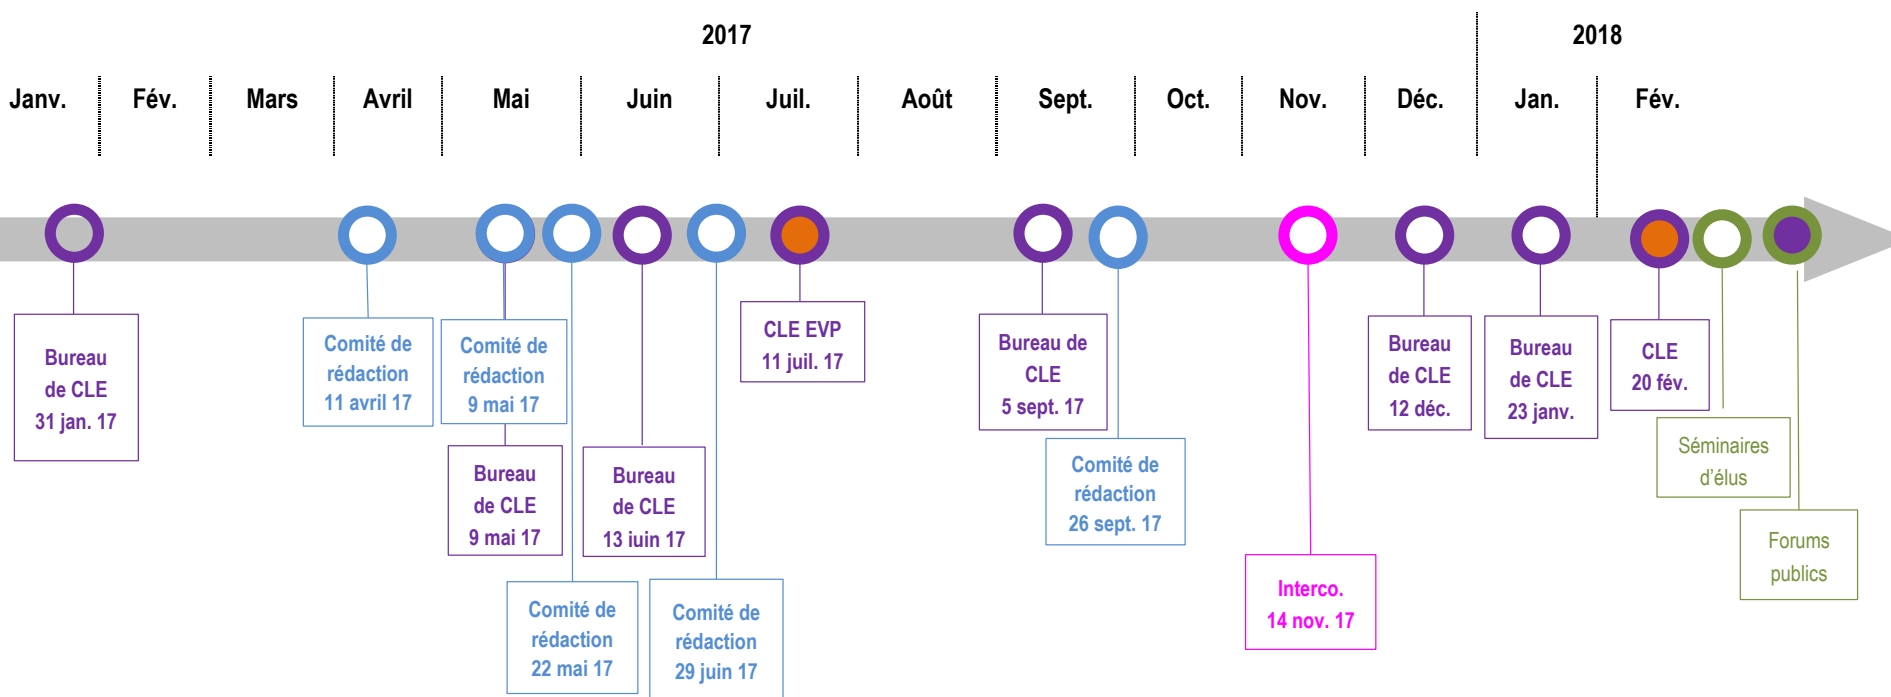 2017
2018
Janv.
Fév.
Mars
Avril
Mai
Juin
Juil.
Août
Sept.
Oct.
Nov.
Déc.
Jan.
Fév.
Bureau
de CLE
31 jan. 17
Comité de
rédaction
11 avril 17
Comité de
rédaction
9 mai 17
Bureau
de CLE
9 mai 17
Comité de
rédaction
22 mai 17
Bureau
de CLE
13 iuin 17
Comité de
rédaction
29 juin 17
CLE EVP
11 juil. 17
Bureau de
CLE
5 sept. 17
Comité de
rédaction
26 sept. 17
Interco.
14 nov. 17
Bureau
de CLE
12 déc.
Bureau
de CLE
23 janv.
CLE
20 fév.
Séminaires
d’élus
Forums
publics